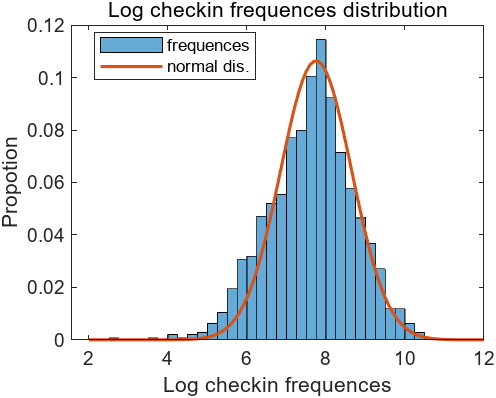 Log checkin frequences distribution
frequences
normal dis.
Propotion
0.12
0.1
0.08
0.06
0.04
0.02
0
2 4 6 8 10 12
Log checkin frequences